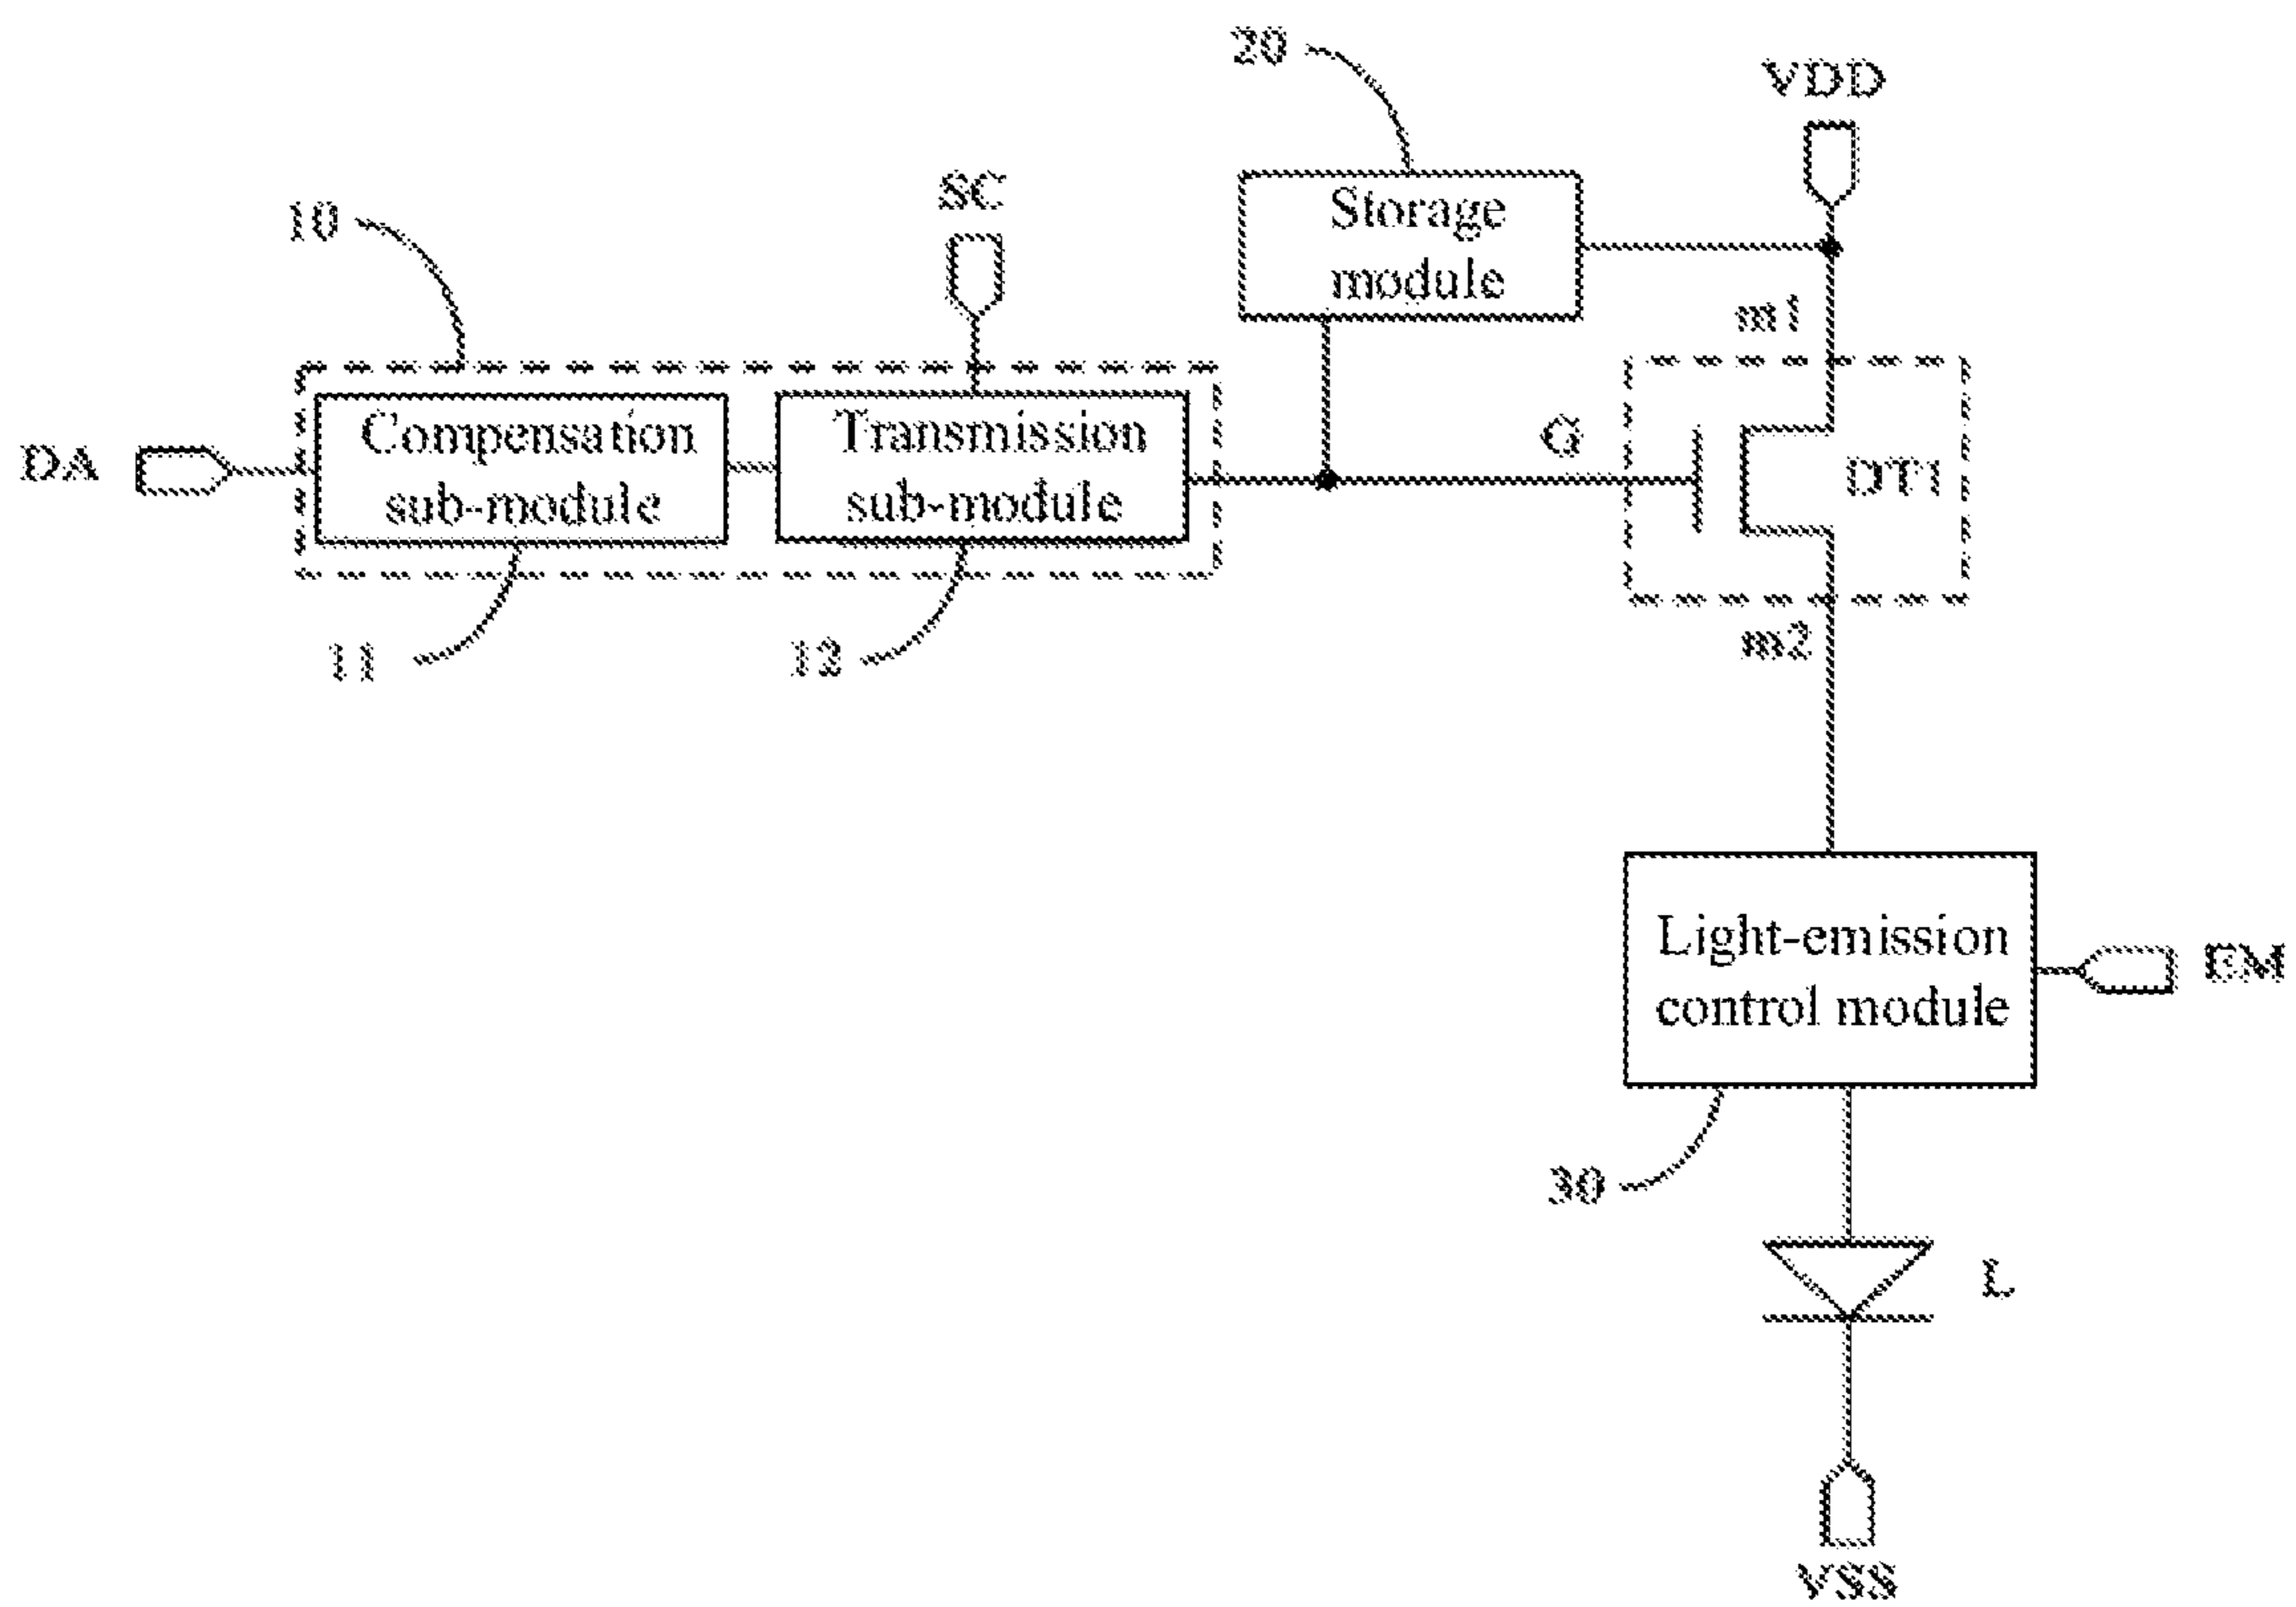 20
VDD
SC
10
Storage
module
m1
DA
Compensation
sub-module
Transmission
sub-module
G
DT1
11
12
m2
Light-emission
control module
EM
30
L
VSS